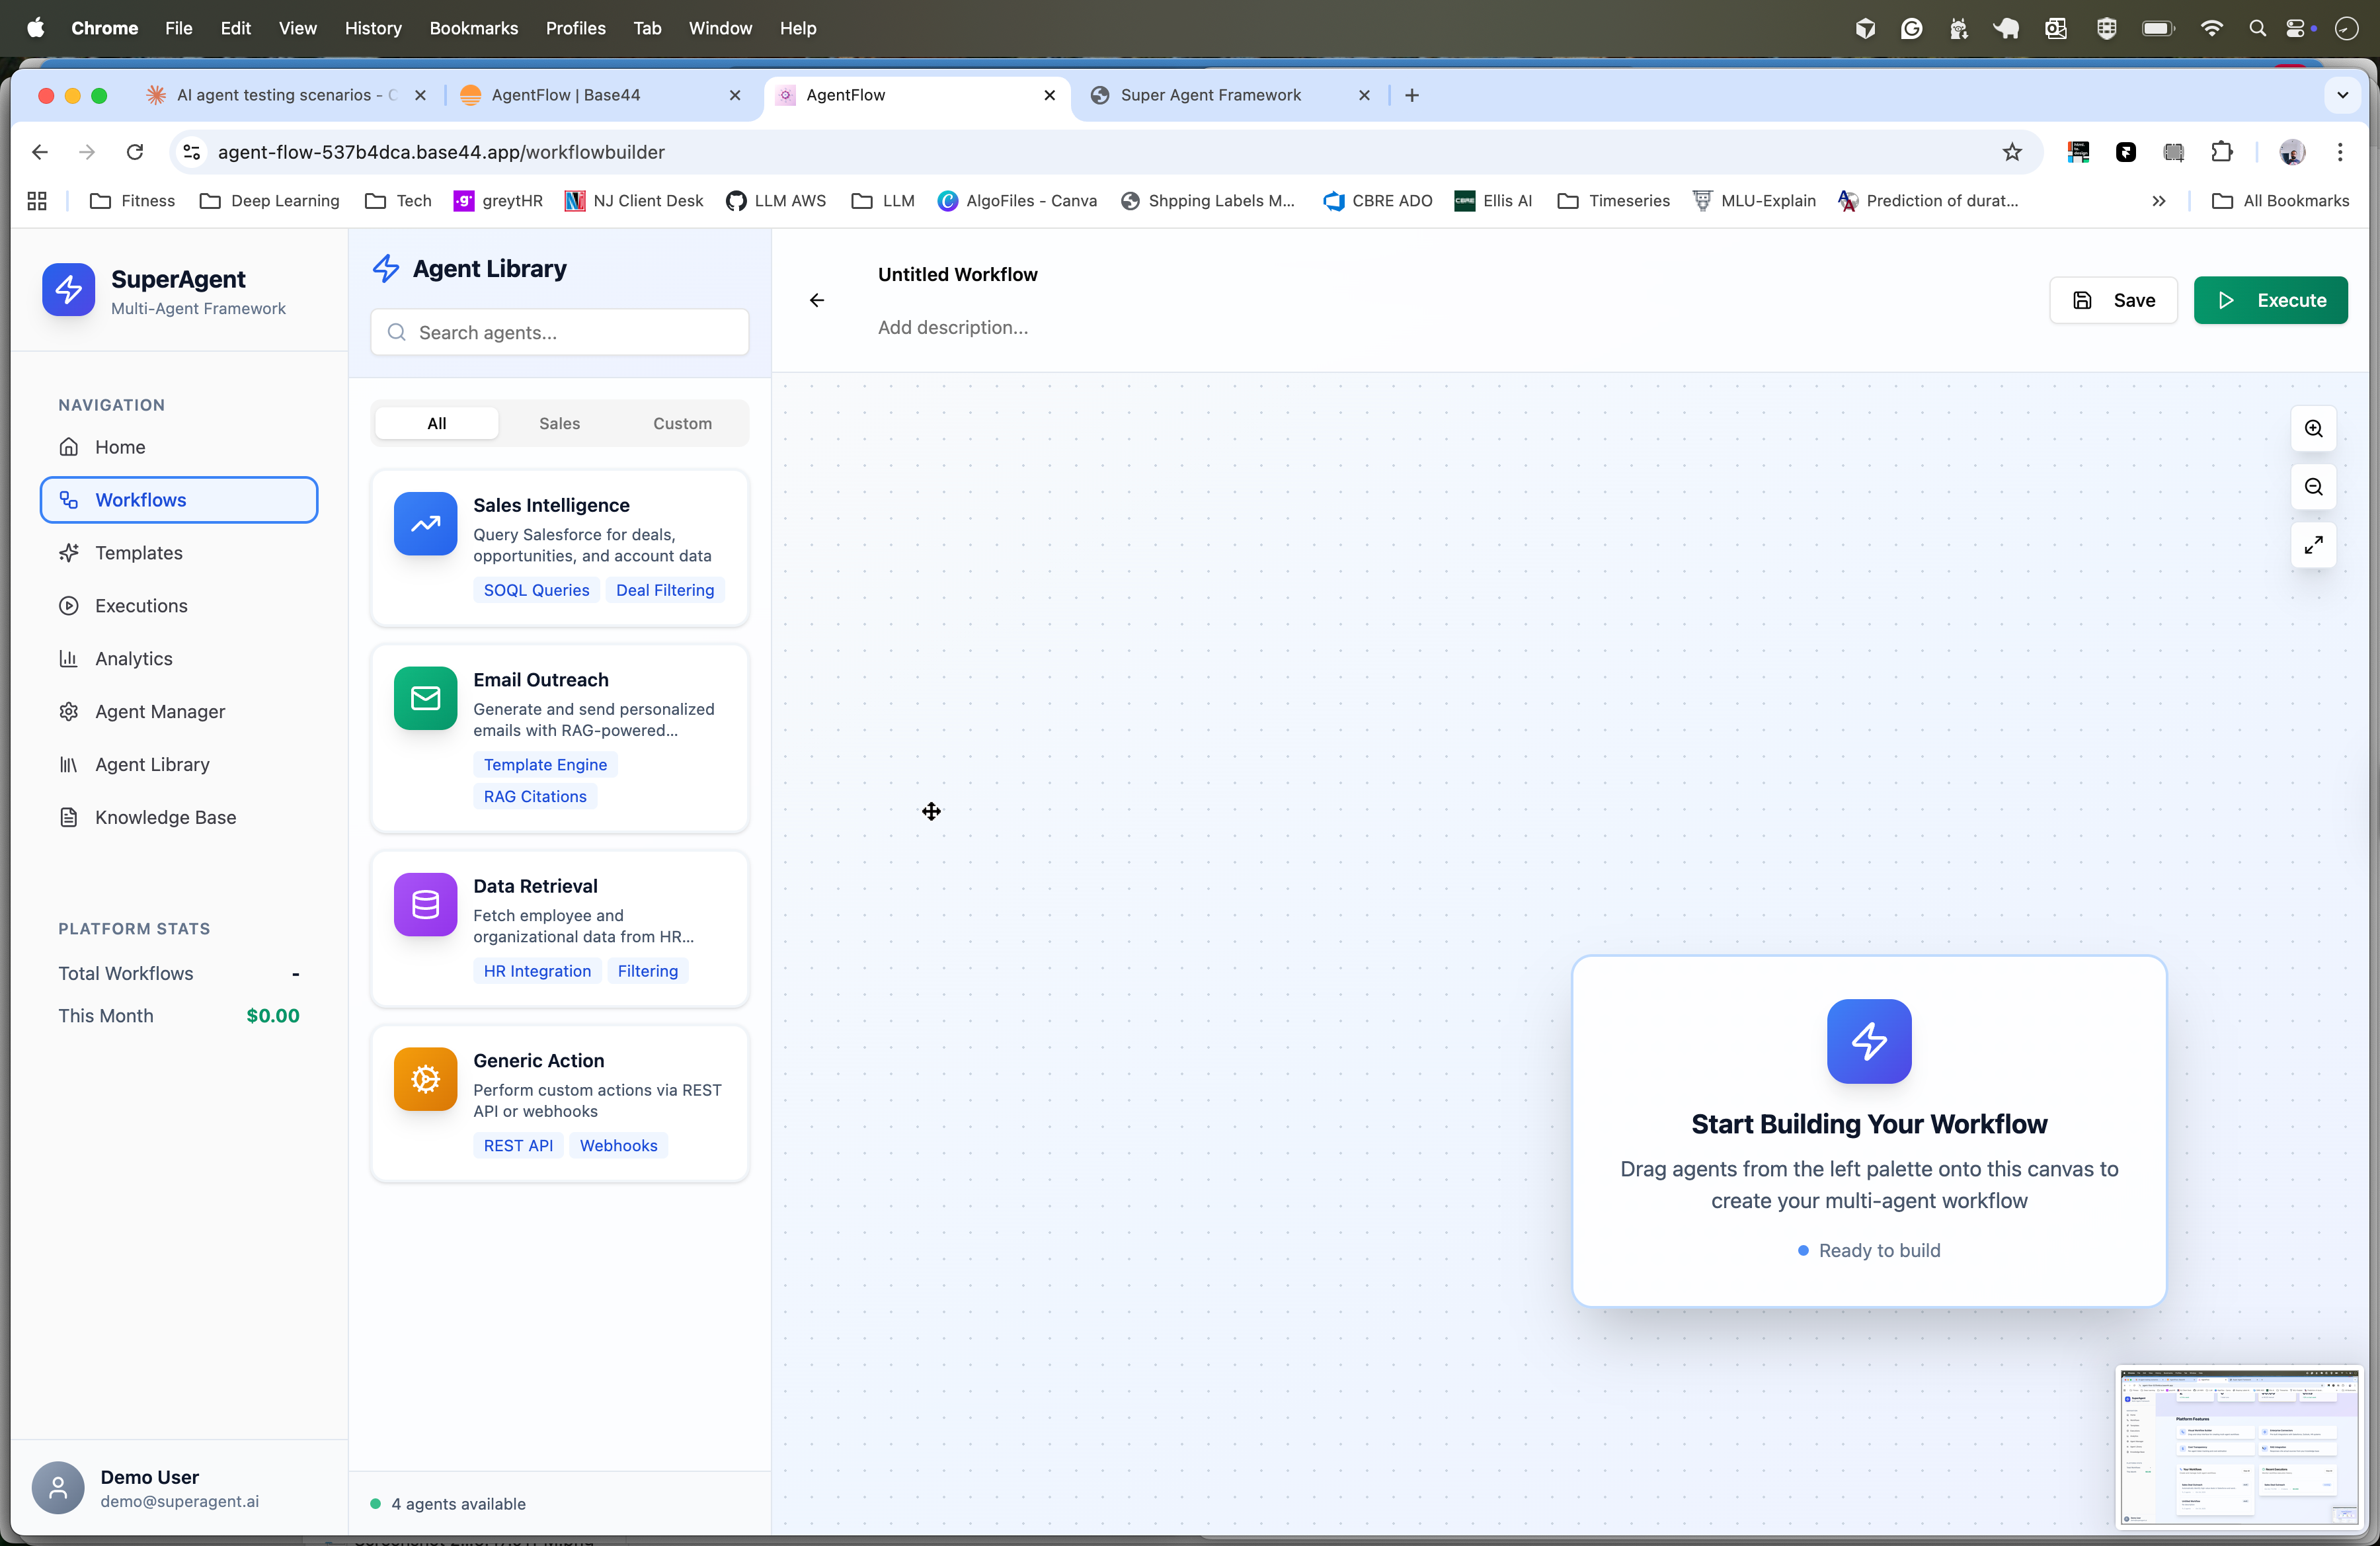 Chrome File Edit View History Bookmarks Profiles Tab Window Help
AI agent testing scenarios - C
AgentFlow | Base44
AgentFlow
Super Agent Framework
agent-flow-537b4dca.base44.app/workflowbuilder
Fitness Deep Learning Tech greytHR NJ Client Desk LLM AWS LLM AlgoFiles - Canva Shpping Labels M... CBRE ADO Ellis AI Timeseries MLU-Explain Prediction of durat... All Bookmarks
SuperAgent
Multi-Agent Framework
NAVIGATION
Home
Workflows
Templates
Executions
Analytics
Agent Manager
Agent Library
Knowledge Base
PLATFORM STATS
Total Workflows -
This Month $0.00
Demo User
demo@superagent.ai
Agent Library
Search agents...
All Sales Custom
Sales Intelligence
Query Salesforce for deals,
opportunities, and account data
SOQL Queries Deal Filtering
Email Outreach
Generate and send personalized
emails with RAG-powered...
Template Engine
RAG Citations
Data Retrieval
Fetch employee and
organizational data from HR...
HR Integration Filtering
Generic Action
Perform custom actions via REST
API or webhooks
REST API Webhooks
4 agents available
Untitled Workflow
Add description...
Save
Execute
Start Building Your Workflow
Drag agents from the left palette onto this canvas to
create your multi-agent workflow
Ready to build
Platform Features